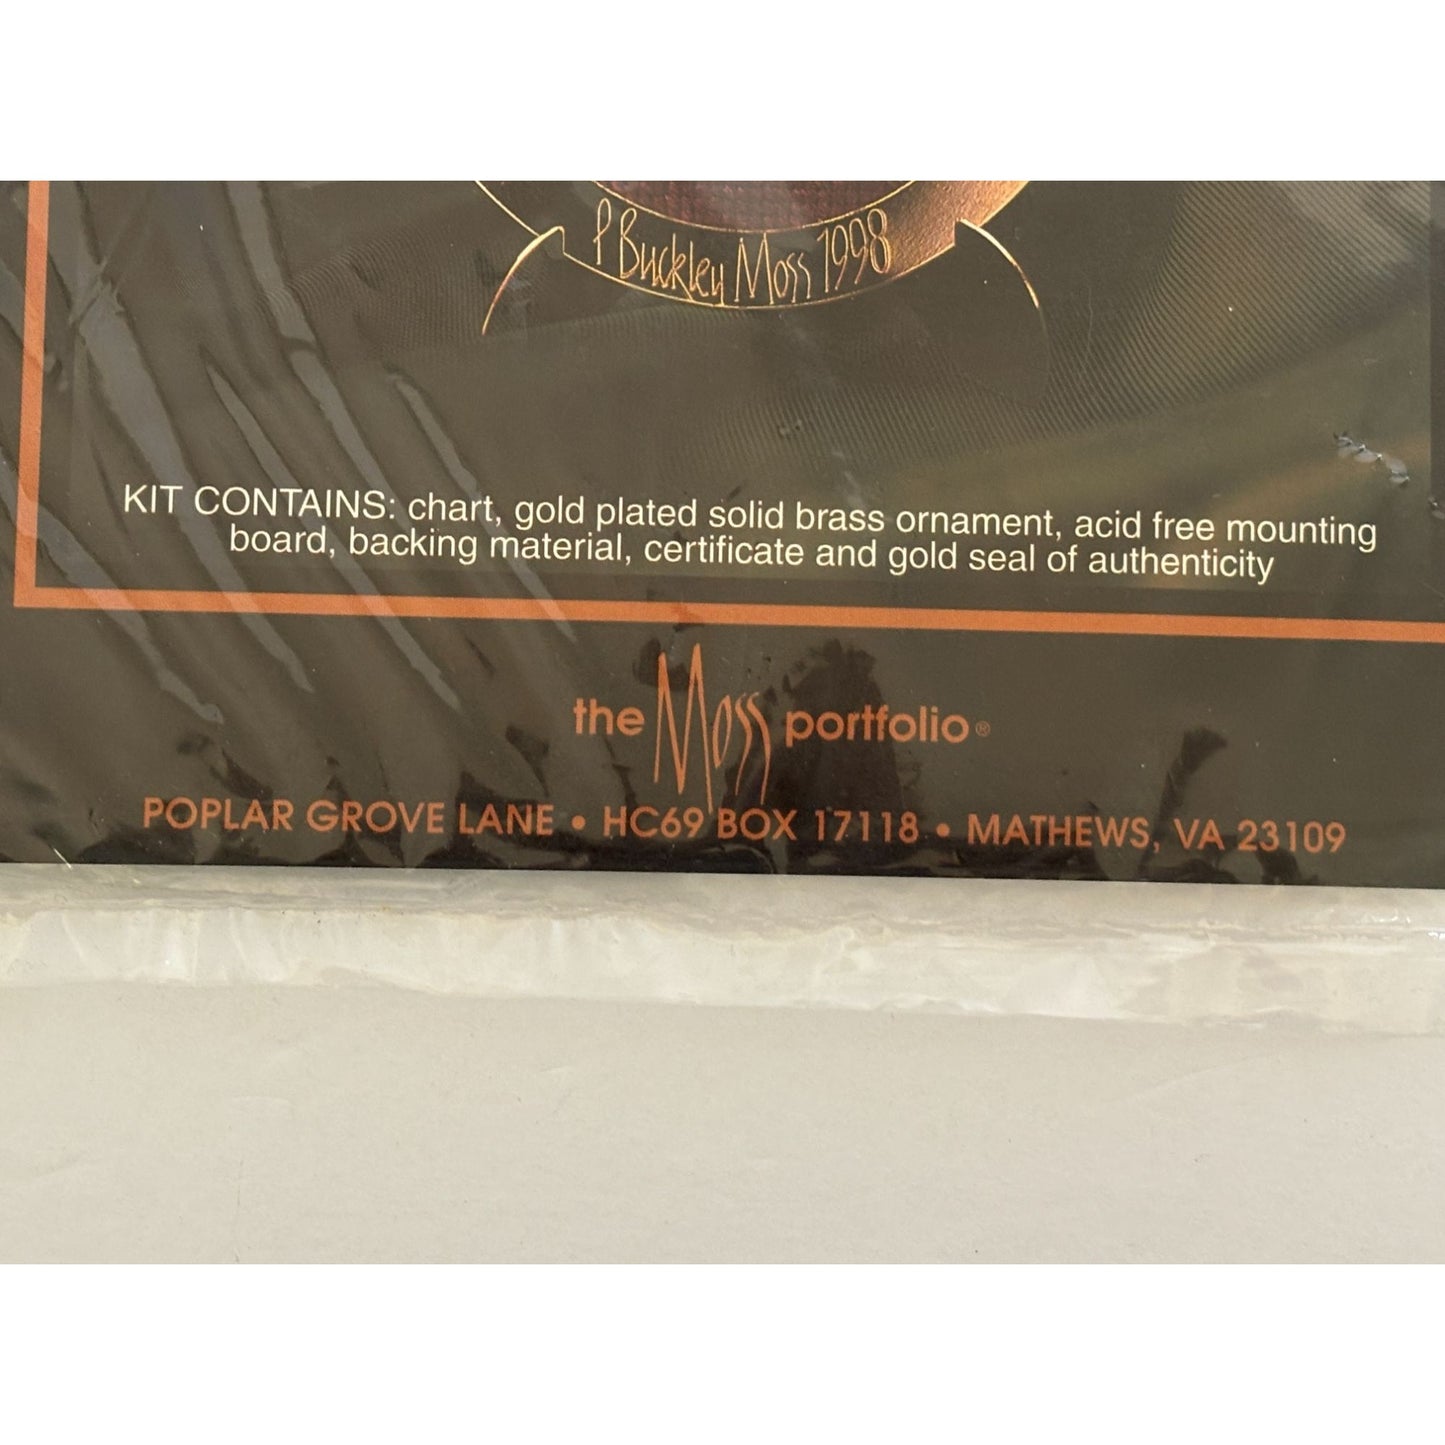 P Buckley Moss 1998
KIT CONTAINS: chart, gold plated solid brass ornament, acid free mounting
board, backing material, certificate and gold seal of authenticity
the Moss portfolio®
POPLAR GROVE LANE • HC69 BOX 17118 • MATHEWS, VA 23109